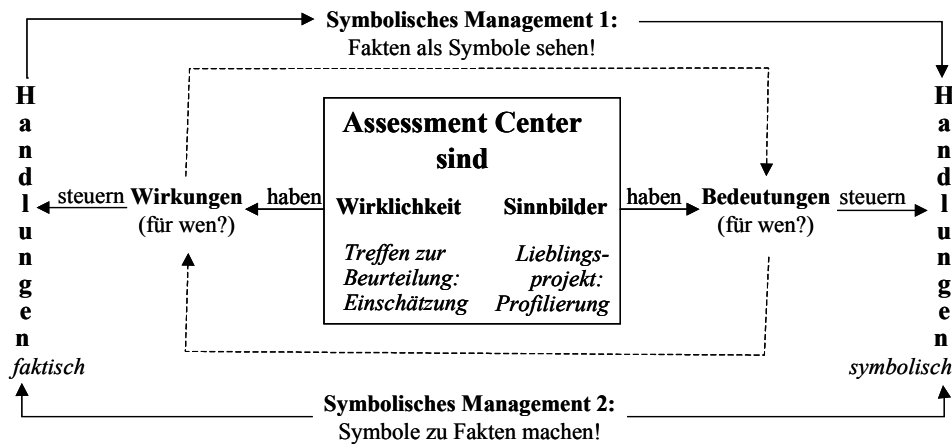 Symbolisches Management 1:
Fakten als Symbole sehen!
Handlungen
faktisch
steuern
Wirkungen
(für wen?)
haben
Assessment Center
sind
Wirklichkeit
Treffen zur
Beurteilung:
Einschätzung
Sinnbilder
Lieblings-
projekt:
Profilierung
haben
Bedeutungen
(für wen?)
steuern
Handlungen
symbolisch
Symbolisches Management 2:
Symbole zu Fakten machen!